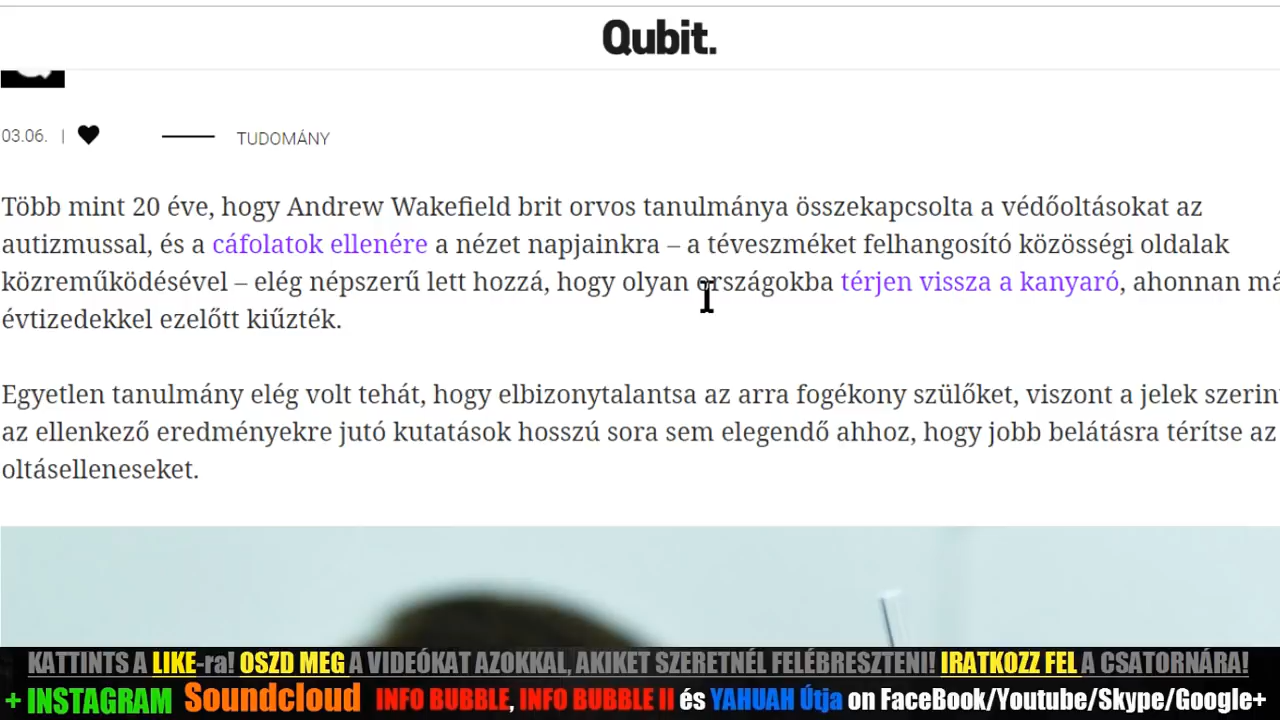 Qubit.
03.06. | TUDOMÁNY
Több mint 20 éve, hogy Andrew Wakefield brit orvos tanulmánya összekapcsolta a védőoltásokat az
autizmussal, és a cáfolatok ellenére a nézet napjainkra – a téveszméket felhangosító közösségi oldalak
közreműködésével – elég népszerű lett hozzá, hogy olyan országokba térjen vissza a kanyaró, ahonnan má
évtizedekkel ezelőtt kiűzték.
Egyetlen tanulmány elég volt tehát, hogy elbizonytalantsa az arra fogékony szülőket, viszont a jelek szerin
az ellenkező eredményekre jutó kutatások hosszú sora sem elegendő ahhoz, hogy jobb belátásra térítse az
oltáselleneseket.
KATTINTS A LIKE-ra! OSZD MEG A VIDEÓKAT AZOKKAL, AKIKET SZERETNÉL FELÉBRESZTENI! IRATKOZZ FEL A CSATORNÁRA!
+ INSTAGRAM Soundcloud INFO BUBBLE, INFO BUBBLE II és YAHUAH Útja on FaceBook/Youtube/Skype/Google+